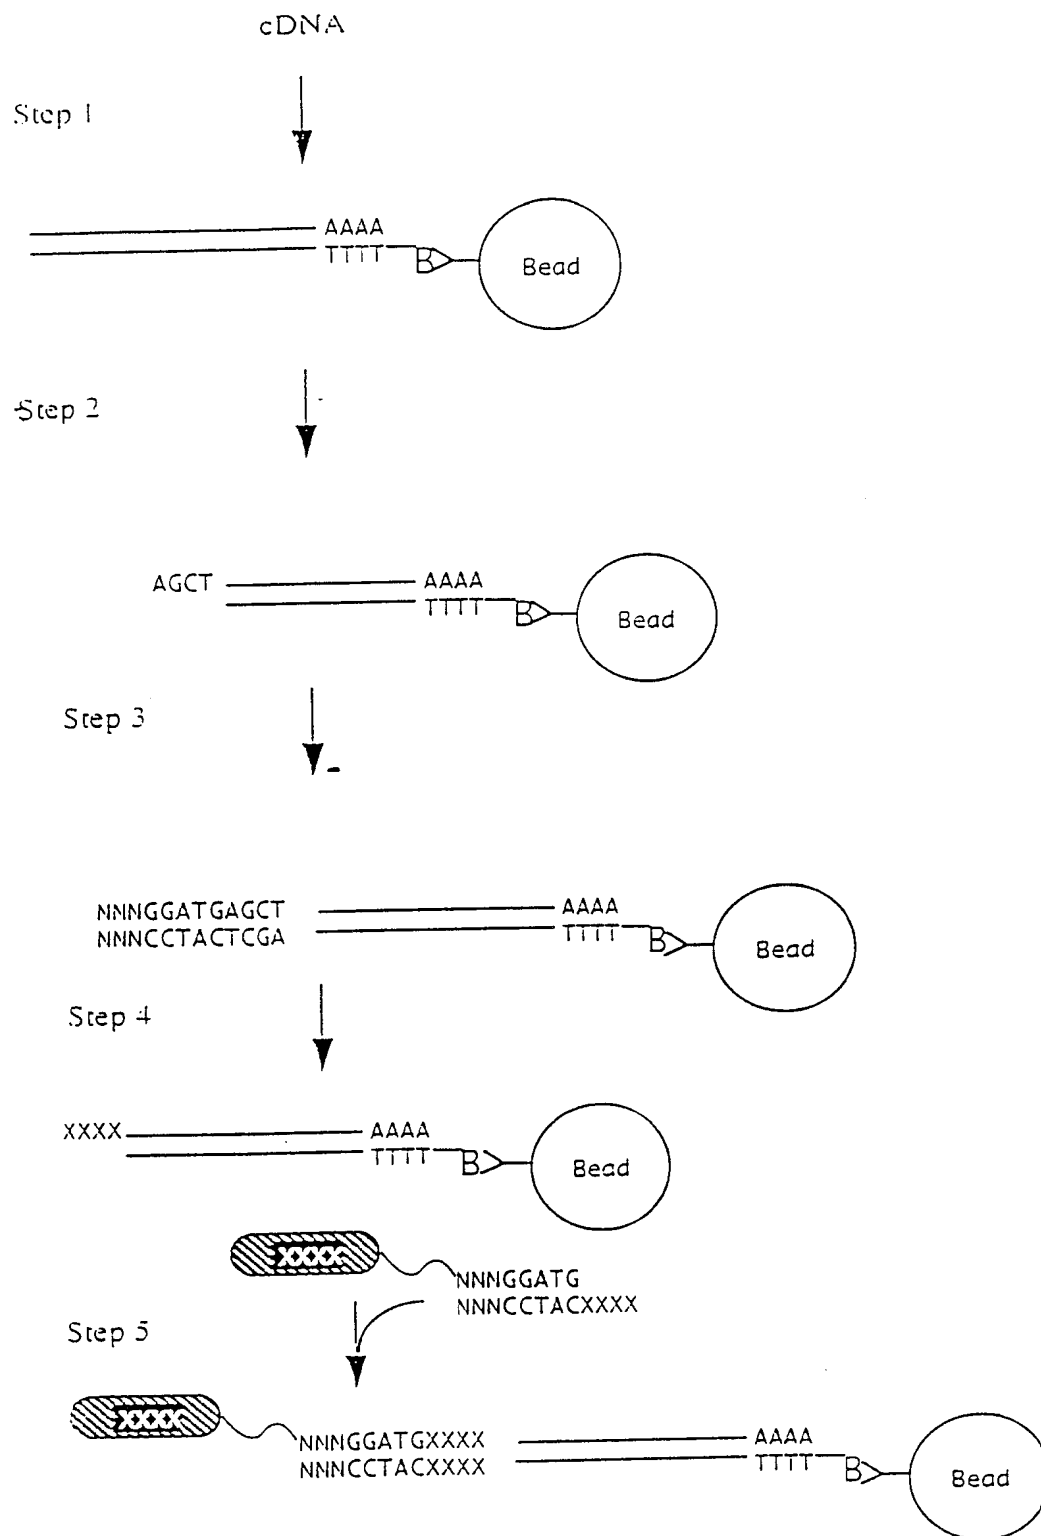 cDNA
Step 1
AAAA
TTTT
B
Bead
Step 2
AGCT
AAAA
TTTT
B
Bead
Step 3
NNNGGATGAGCT
NNNCCTACTCGA
AAAA
TTTT
B
Bead
Step 4
XXXX
AAAA
TTTT
B
Bead
XXXX
NNNGGATG
NNNCCTACXXXX
Step 5
XXXX
NNNGGATGXXXX
NNNCCTACXXXX
AAAA
TTTT
B
Bead